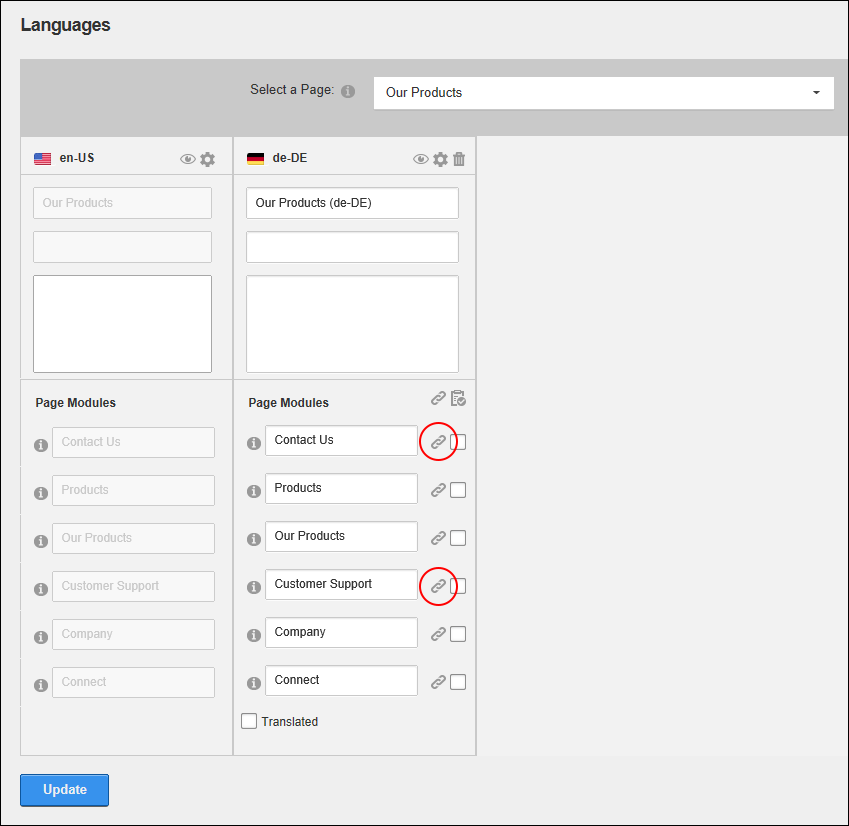 Languages
Select a Page:
Our Products
en-US
de-DE
Our Products
Our Products (de-DE)
Page Modules
Page Modules
Contact Us
Contact Us
Products
Products
Our Products
Our Products
Customer Support
Customer Support
Company
Company
Connect
Connect
Translated
Update